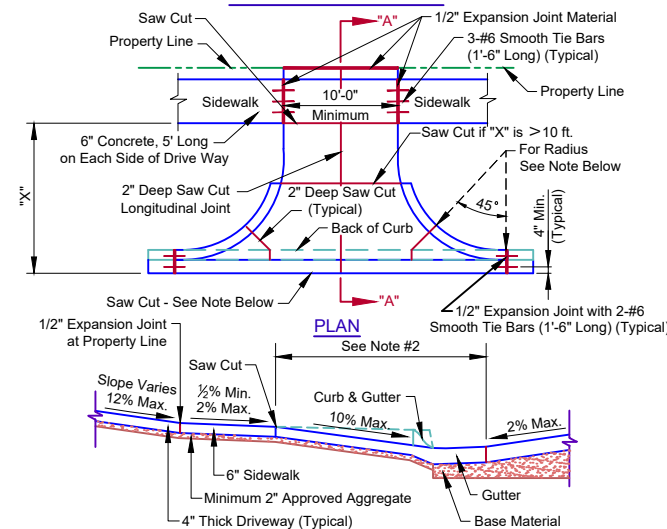 Saw Cut
"A"
1/2" Expansion Joint Material
Property Line
3-#6 Smooth Tie Bars
(1'-6" Long) (Typical)
Property Line
Sidewalk
10'-0"
Minimum
Sidewalk
6" Concrete, 5' Long
on Each Side of Drive Way
Saw Cut if "X" is > 10 ft.
For Radius
See Note Below
"X"
2" Deep Saw Cut
Longitudinal Joint
2" Deep Saw Cut
(Typical)
45°
4" Min.
(Typical)
Back of Curb
Saw Cut - See Note Below
"A"
1/2" Expansion Joint with 2-#6
Smooth Tie Bars (1'-6" Long) (Typical)
PLAN
1/2" Expansion Joint
at Property Line
See Note #2
Saw Cut
Slope Varies
12% Max.
½% Min.
2% Max.
Curb & Gutter
10% Max.
2% Max.
6" Sidewalk
Gutter
Minimum 2" Approved Aggregate
4" Thick Driveway (Typical)
Base Material